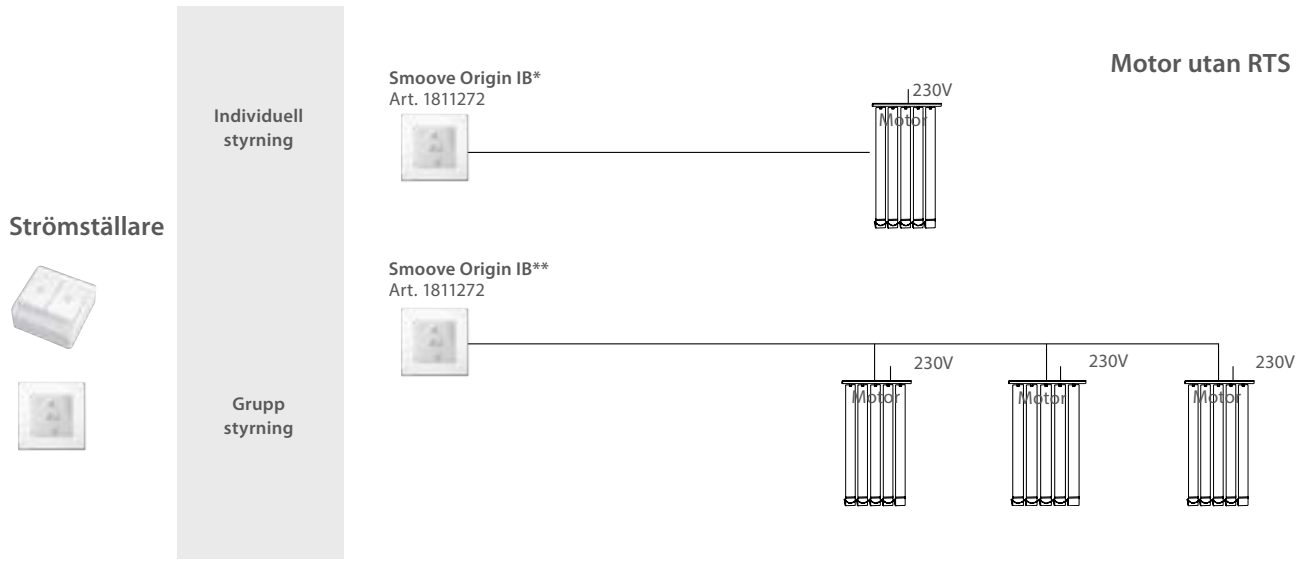 Motor utan RTS
Smoove Origin IB*
Art. 1811272
230V
Motor
Individuell
styrning
Strömställare
Smoove Origin IB**
Art. 1811272
230V
230V
230V
Motor
Motor
Motor
Grupp
styrning